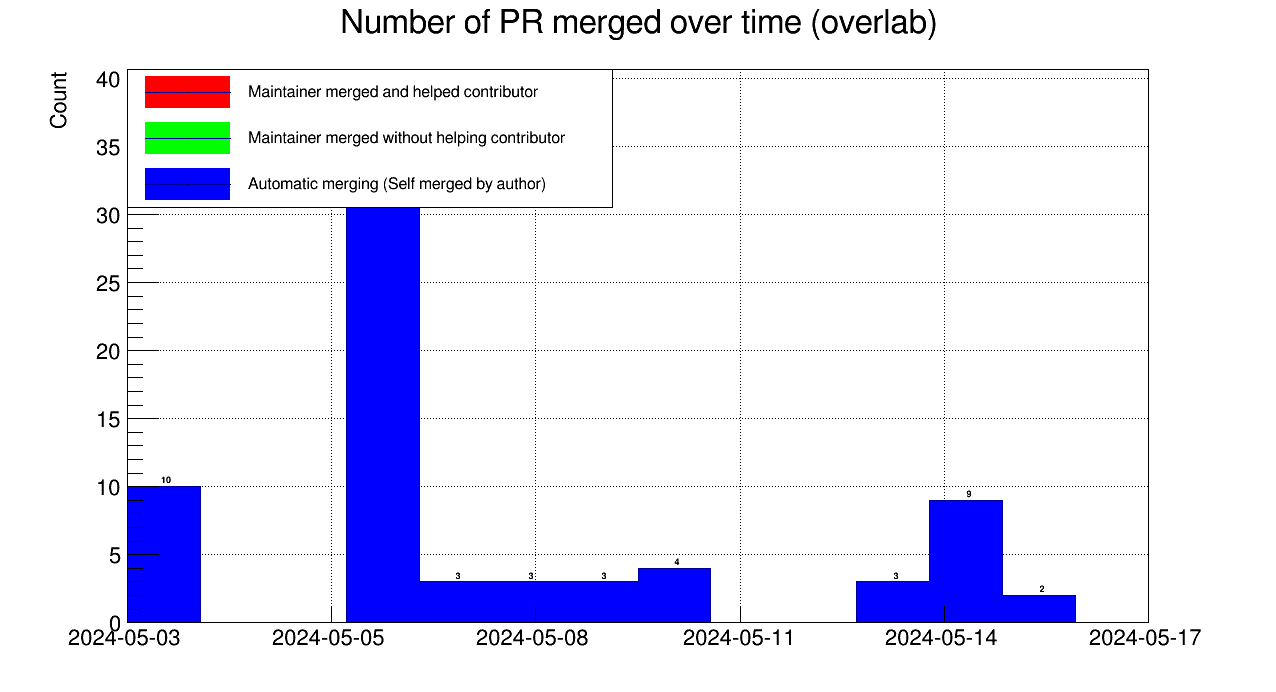 Number of PR merged over time (overlab)
Count
40
35
30
25
20
15
10
5
0
Maintainer merged and helped contributor
Maintainer merged without helping contributor
Automatic merging (Self merged by author)
10
3
3
3
4
3
9
2
2024-05-03 2024-05-05 2024-05-08 2024-05-11 2024-05-14 2024-05-17